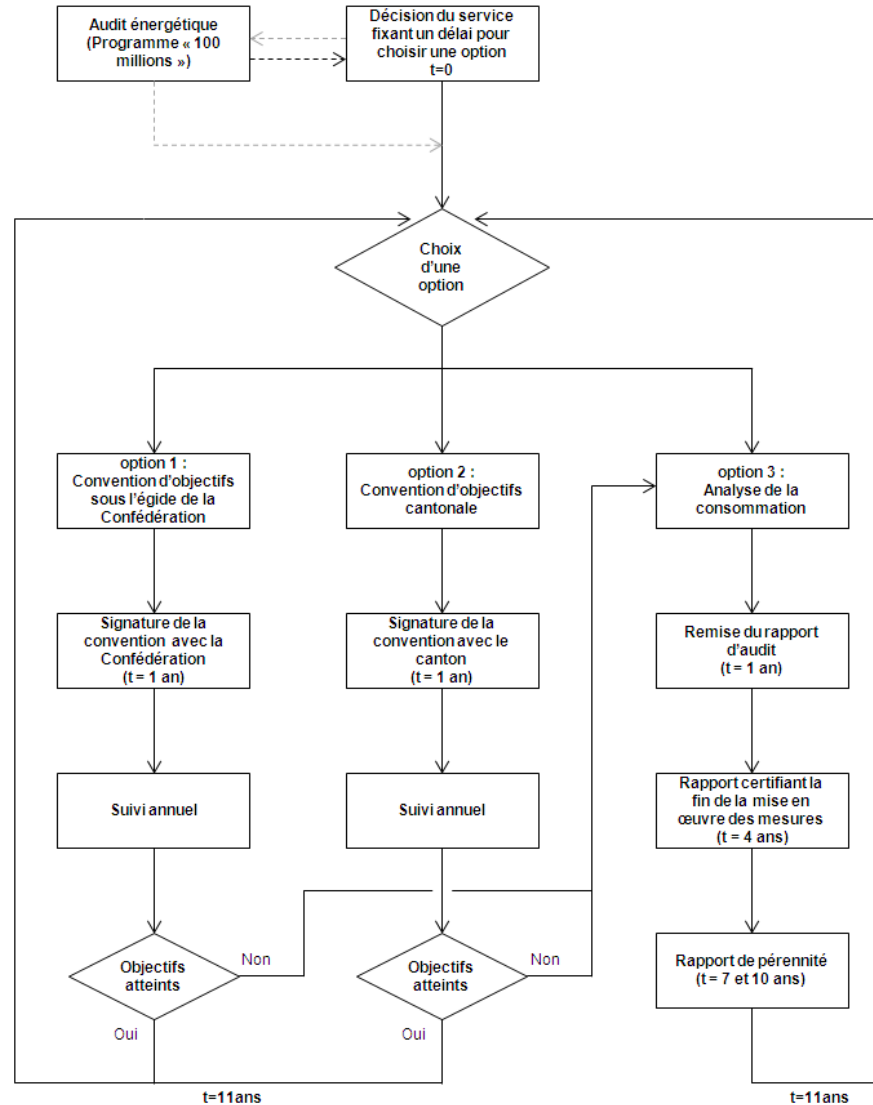 Audit énergétique
(Programme « 100
millions »)
Décision du service
fixant un délai pour
choisir une option
t=0
Choix
d'une
option
option 1 :
Convention d'objectifs
sous l'égide de la
Confédération
option 2 :
Convention d'objectifs
cantonale
option 3 :
Analyse de la
consommation
Signature de la
convention avec la
Confédération
(t = 1 an)
Signature de la
convention avec le
canton
(t = 1 an)
Remise du rapport
d'audit
(t = 1 an)
Suivi annuel
Suivi annuel
Rapport certifiant la
fin de la mise en
œuvre des mesures
(t = 4 ans)
Objectifs
atteints
Non
Oui
Objectifs
atteints
Non
Oui
Rapport de pérennité
(t = 7 et 10 ans)
t=11ans
t=11ans